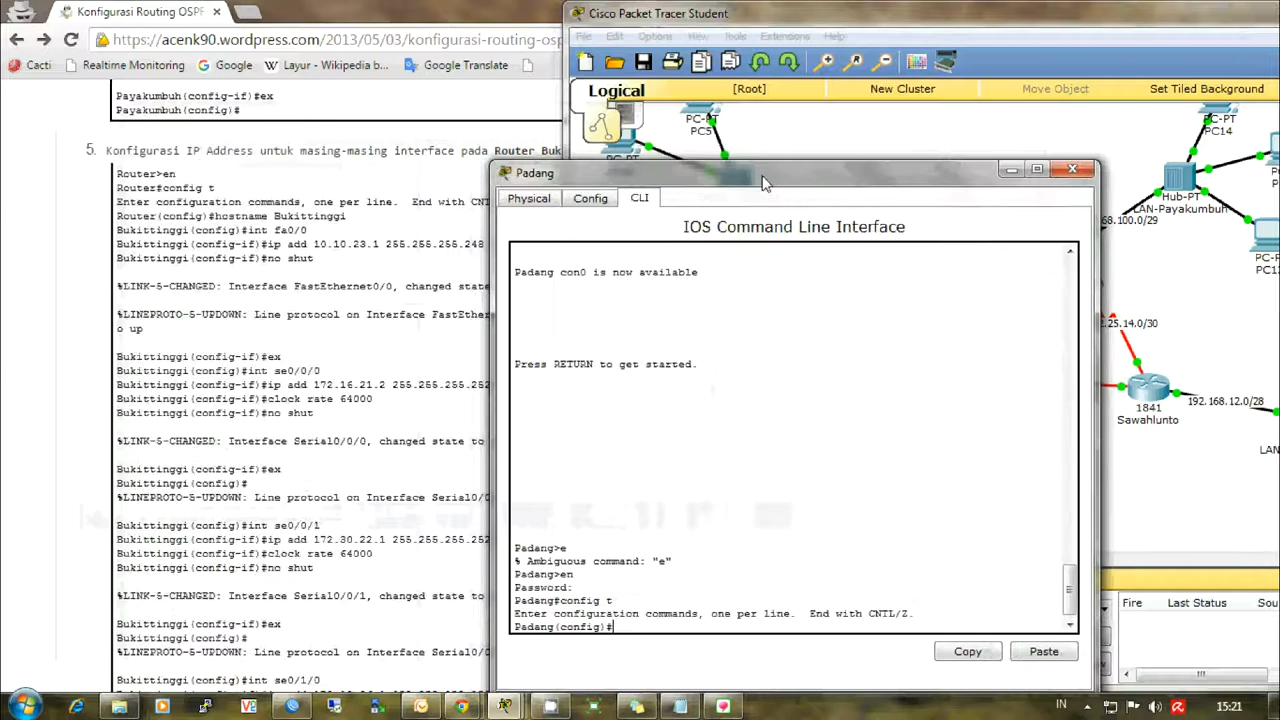 Konfigurasi Routing OSPF
https://acenk90.wordpress.com/2013/05/03/konfigurasi-routing-osp
Cacti
Realtime Monitoring
Google
Layur - Wikipedia b
Google Translate
Payakumbuh(config-if)#ex
Payakumbuh(config)#
5. Konfigurasi IP Address untuk masing-masing interface pada Router Buk
Router>en
Router#config t
Enter configuration commands, one per line. End with CNT
Router(config)#hostname Bukittinggi
Bukittinggi(config)#int fa0/0
Bukittinggi(config-if)#ip add 10.10.23.1 255.255.255.248
Bukittinggi(config-if)#no shut
%LINK-5-CHANGED: Interface FastEthernet0/0, changed state
%LINEPROTO-5-UPDOWN: Line protocol on Interface FastEther
o up
Bukittinggi(config-if)#ex
Bukittinggi(config)#int se0/0/0
Bukittinggi(config-if)#ip add 172.16.21.2 255.255.255.252
Bukittinggi(config-if)#clock rate 64000
Bukittinggi(config-if)#no shut
%LINK-5-CHANGED: Interface Serial0/0/0, changed state to
Bukittinggi(config-if)#ex
Bukittinggi(config)#
%LINEPROTO-5-UPDOWN: Line protocol on Interface Serial0/0
Bukittinggi(config)#int se0/0/1
Bukittinggi(config-if)#ip add 172.30.22.1 255.255.255.252
Bukittinggi(config-if)#clock rate 64000
Bukittinggi(config-if)#no shut
%LINK-5-CHANGED: Interface Serial0/0/1, changed state to
Bukittinggi(config-if)#ex
Bukittinggi(config)#
%LINEPROTO-5-UPDOWN: Line protocol on Interface Serial0/0
Bukittinggi(config)#int se0/1/0
Cisco Packet Tracer Student
File Edit Options View Tools Extensions Help
Logical
[Root]
New Cluster
Move Object
Set Tiled Background
PC-PT
PC5
PC-PT
PC-PT
PC14
Hub-PT
LAN-Payakumbuh
.168.100.0/29
PC-P
PC1
.25.14.0/30
192.168.12.0/28
1841
Sawahlunto
LAN
Padang
Physical
Config
CLI
IOS Command Line Interface
Padang con0 is now available
Press RETURN to get started.
Padang>e
% Ambiguous command: "e"
Padang>en
Password:
Padang#config t
Enter configuration commands, one per line. End with CNTL/Z.
Padang(config)#
Copy
Paste
Fire
Last Status
Sou
IN
15:21